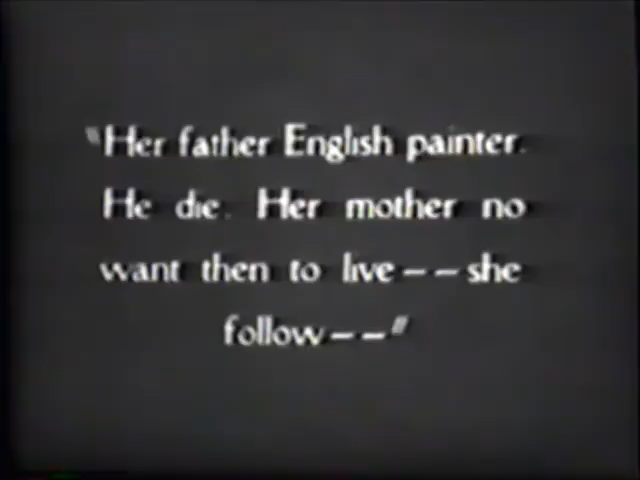 "Her father English painter.
He die. Her mother no
want then to live--she
follow--"